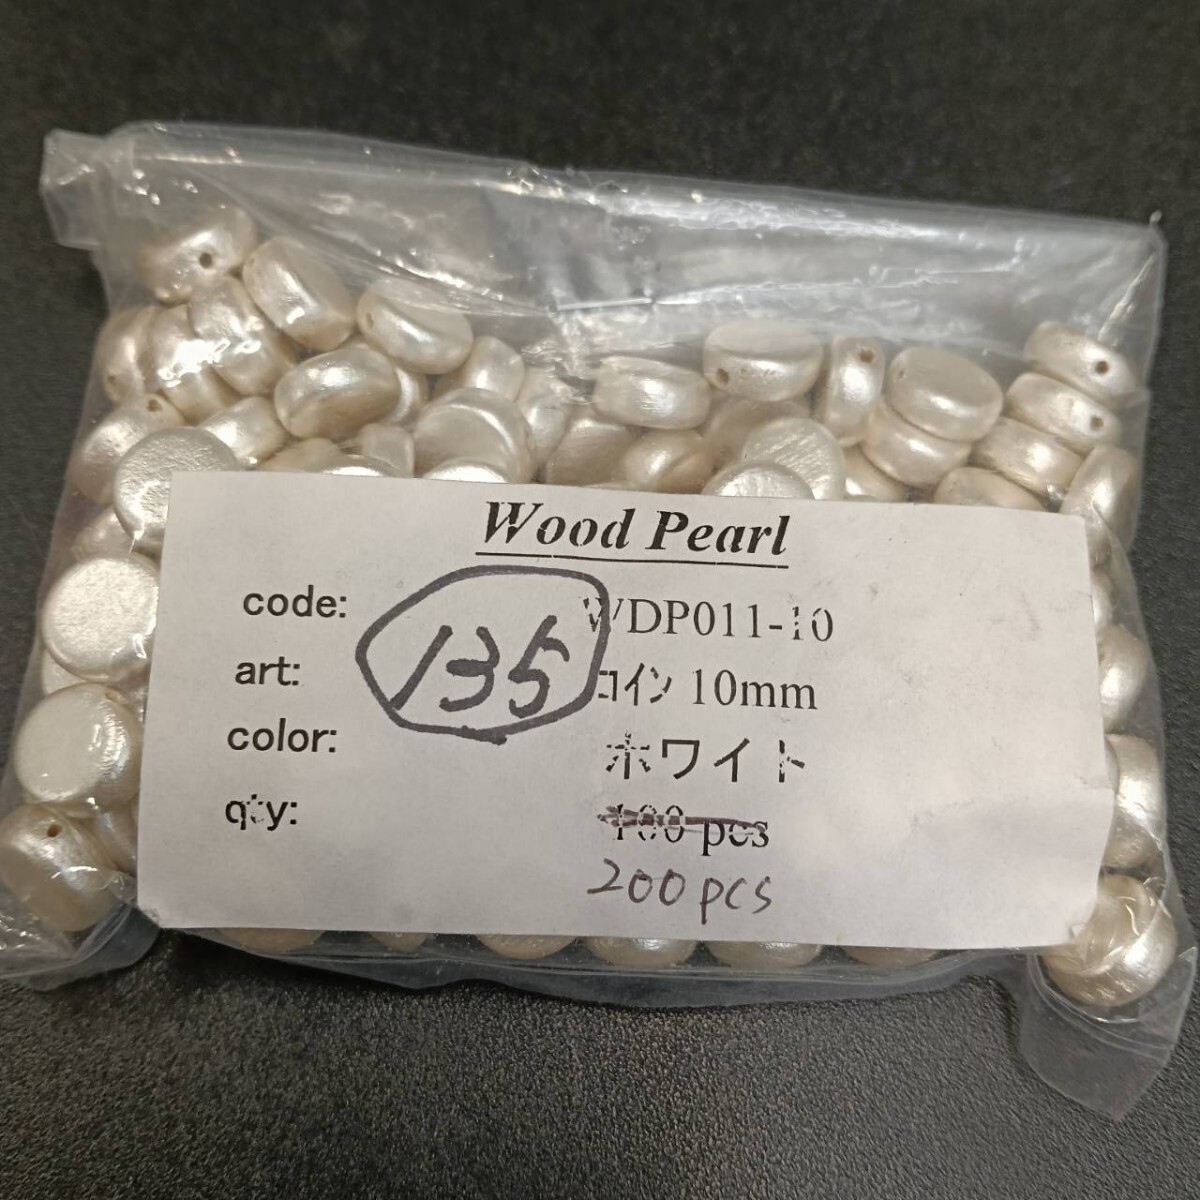 Wood Pearl
code: WDP011-10
135
art: ｺｲﾝ 10mm
color: ホワイト
qty: 100 pcs
200 pcs